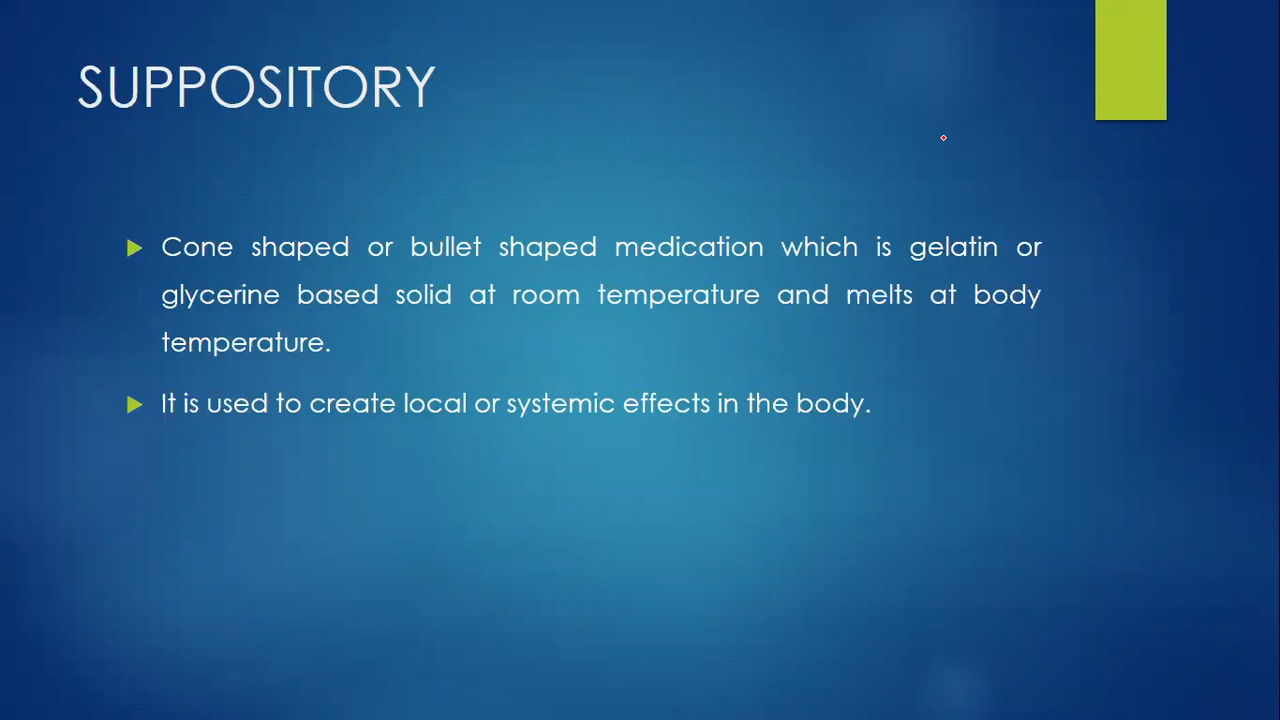 SUPPOSITORY
Cone shaped or bullet shaped medication which is gelatin or
glycerine based solid at room temperature and melts at body
temperature.
It is used to create local or systemic effects in the body.